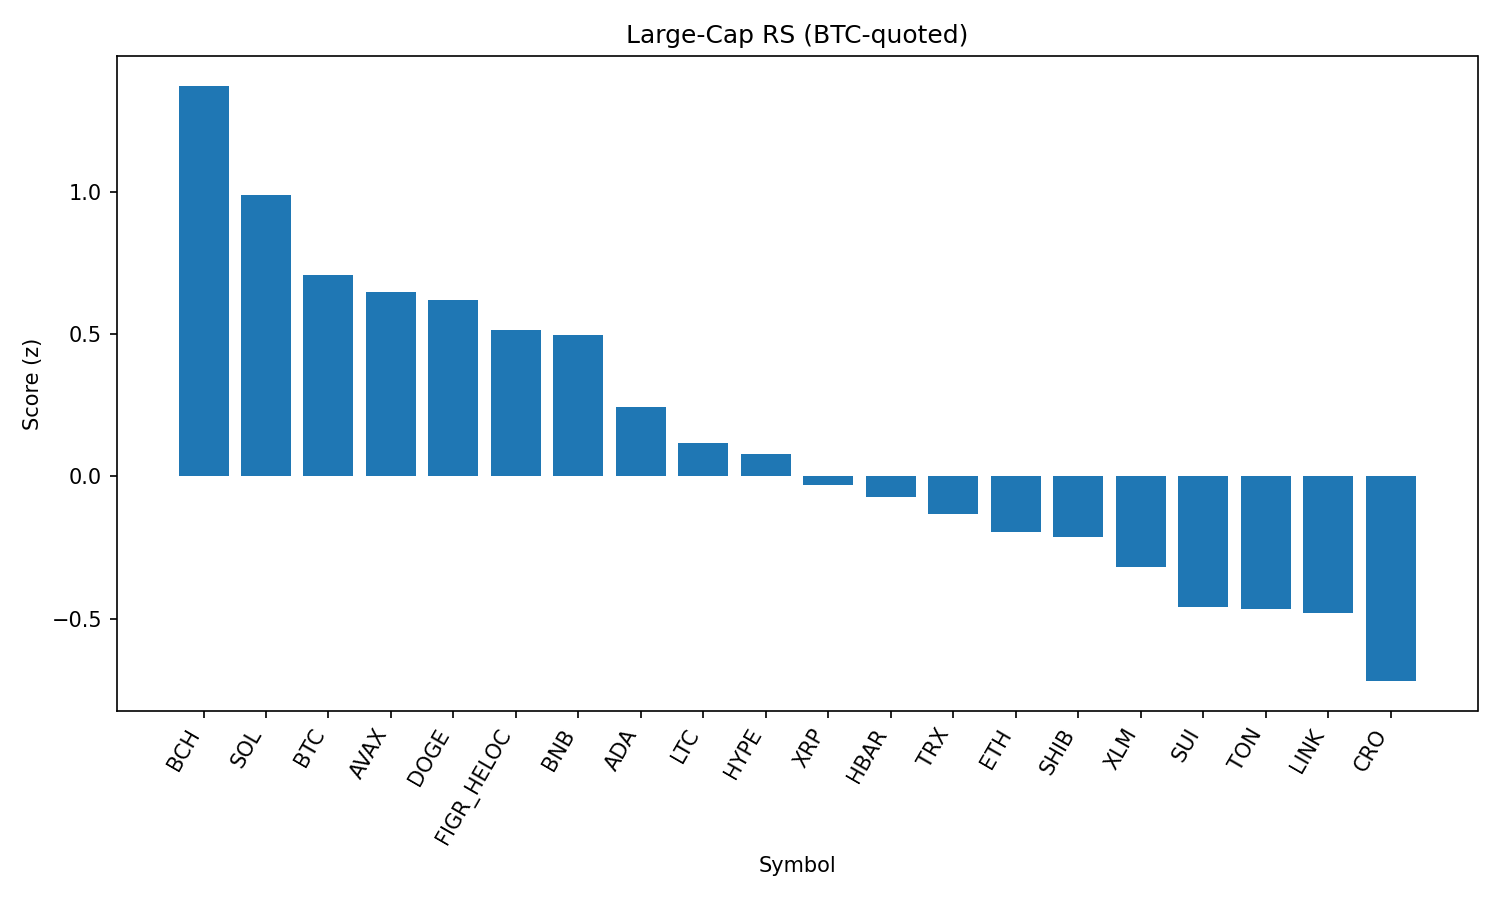 Large-Cap RS (BTC-quoted)
Score (z)
1.0
0.5
0.0
−0.5
BCH
SOL
BTC
AVAX
DOGE
FIGR_HELOC
BNB
ADA
LTC
HYPE
XRP
HBAR
TRX
ETH
SHIB
XLM
SUI
TON
LINK
CRO
Symbol